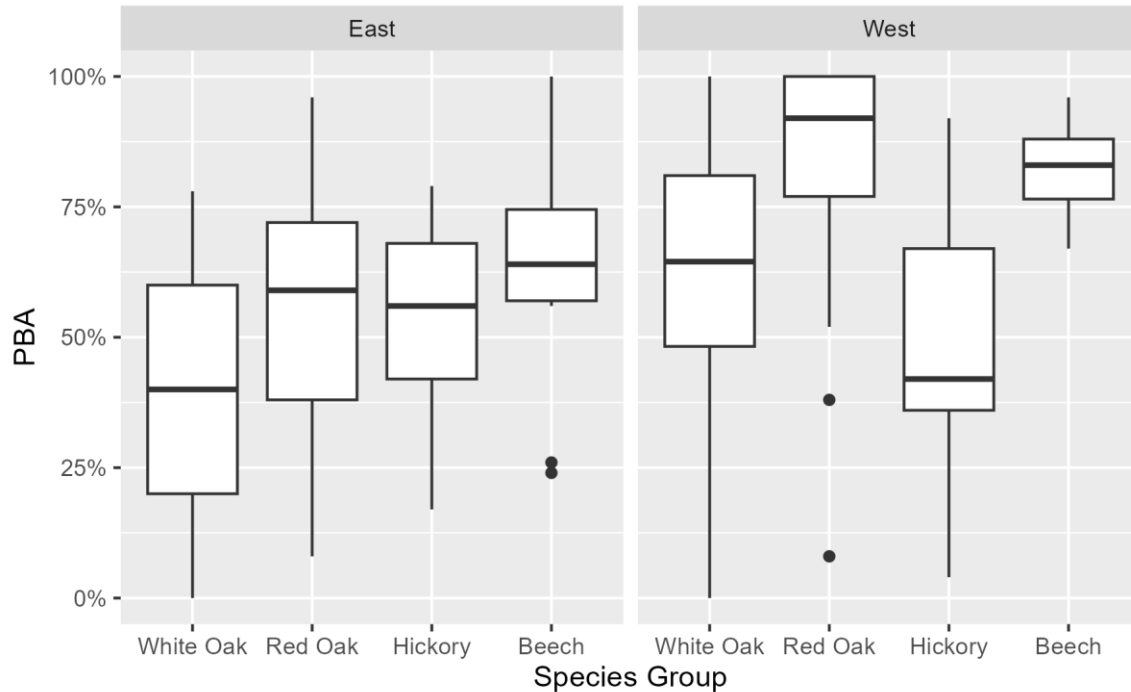 East West
100%
75%
50%
25%
0%
PBA
White Oak Red Oak Hickory Beech White Oak Red Oak Hickory Beech
Species Group